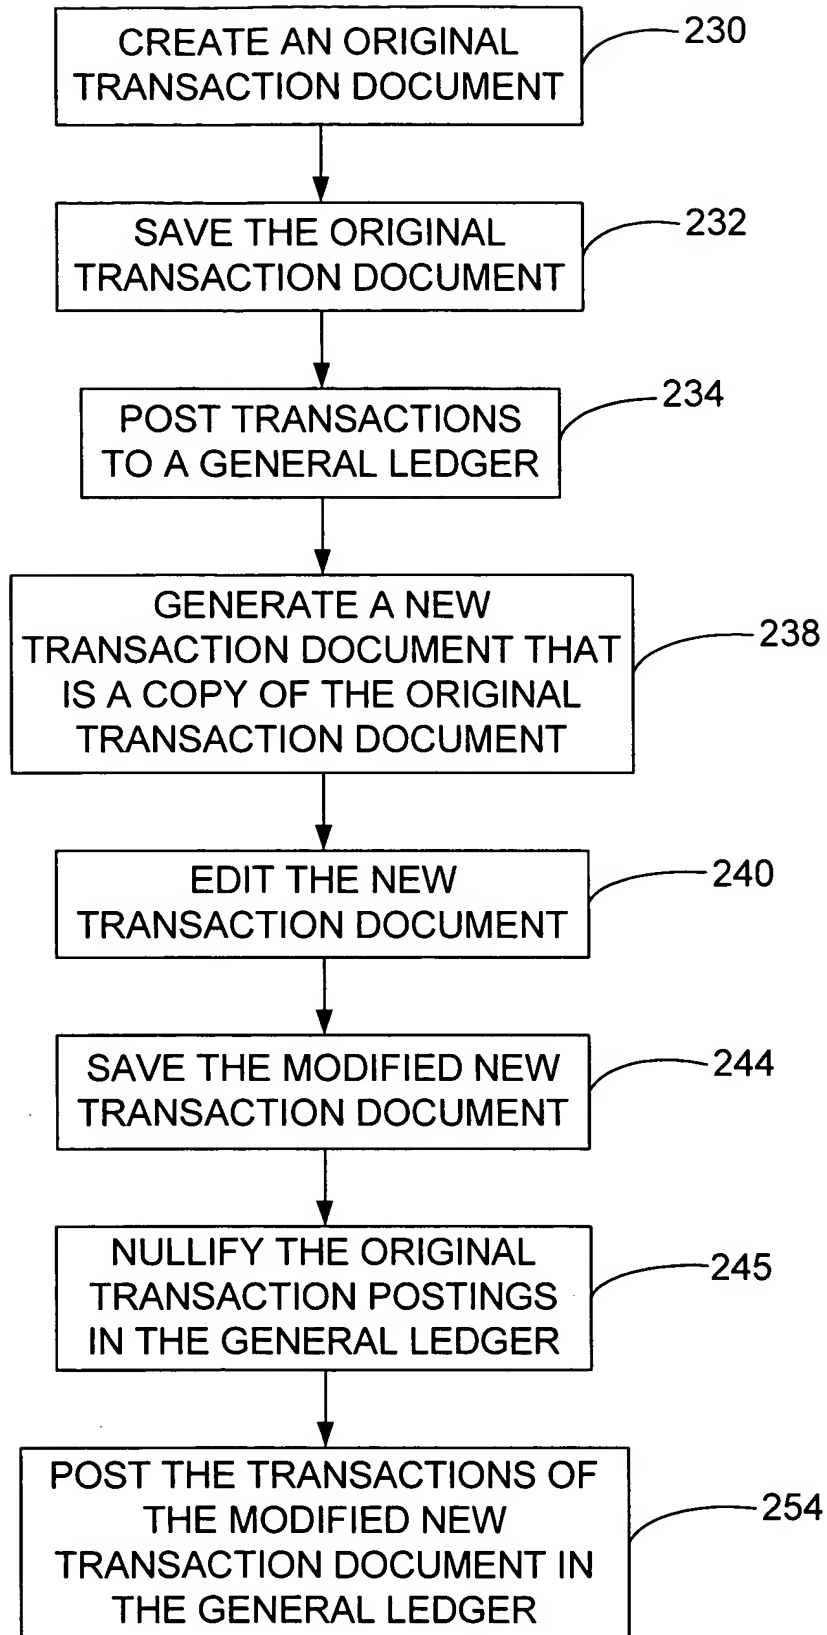 CREATE AN ORIGINAL
TRANSACTION DOCUMENT
230
SAVE THE ORIGINAL
TRANSACTION DOCUMENT
232
POST TRANSACTIONS
TO A GENERAL LEDGER
234
GENERATE A NEW
TRANSACTION DOCUMENT THAT
IS A COPY OF THE ORIGINAL
TRANSACTION DOCUMENT
238
EDIT THE NEW
TRANSACTION DOCUMENT
240
SAVE THE MODIFIED NEW
TRANSACTION DOCUMENT
244
NULLIFY THE ORIGINAL
TRANSACTION POSTINGS
IN THE GENERAL LEDGER
245
POST THE TRANSACTIONS OF
THE MODIFIED NEW
TRANSACTION DOCUMENT IN
THE GENERAL LEDGER
254